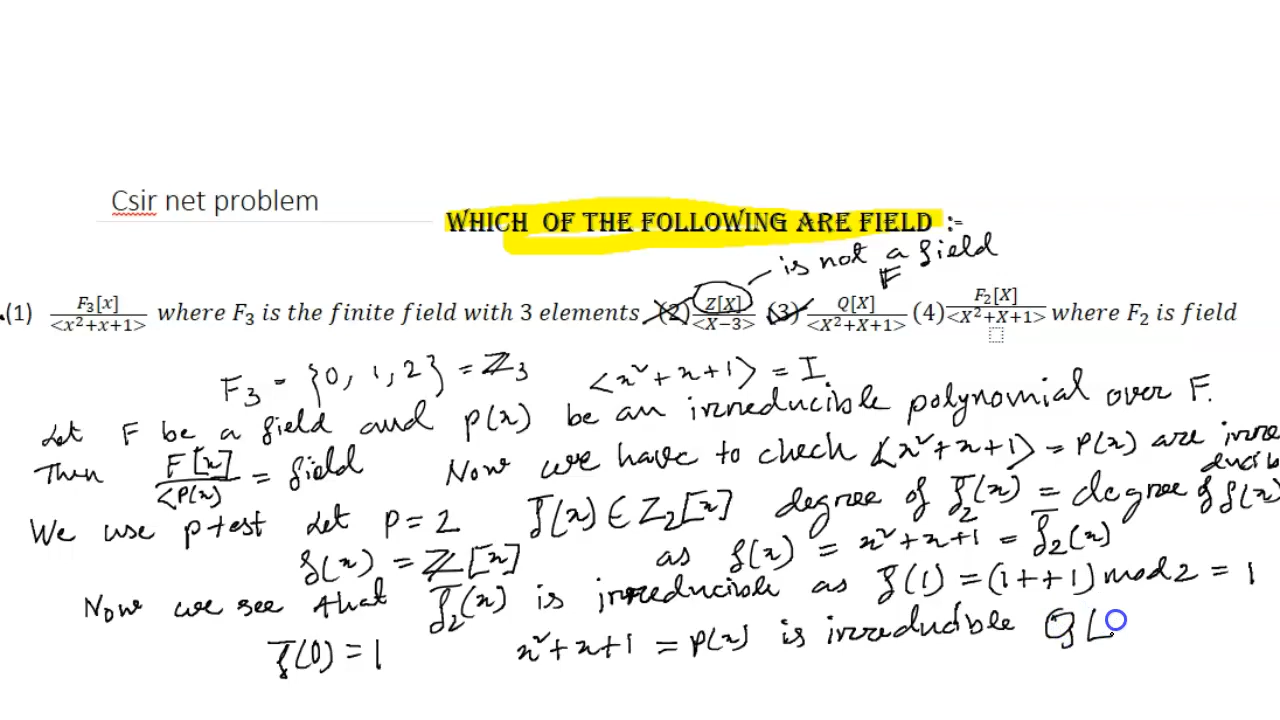 Csir net problem
WHICH OF THE FOLLOWING ARE FIELD :-
is not a field
F
(1) F₃[x]/<x²+x+1> where F₃ is the finite field with 3 elements (2) Z[X]/<X−3> (3) Q[X]/<X²+X+1> (4) F₂[X]/<X²+X+1> where F₂ is field
F₃ = {0, 1, 2} = Z₃ <x²+x+1> = I
Let F be a field and p(x) be an irreducible polynomial over F.
Then F[x]/<P(x) = field Now we have to check <x²+x+1> = P(x) are irre
ducib
We use p test Let p = 2 f̄(x) ∈ Z₂[x] degree of f̄₂(x) = degree of f(x)
f(x) = Z[x] as f(x) = x²+x+1 = f̄₂(x)
Now we see that f̄₂(x) is irreducible as f̄(1) = (1++1) mod 2 = 1
f̄(0) = 1 x²+x+1 = p(x) is irreducible Q[